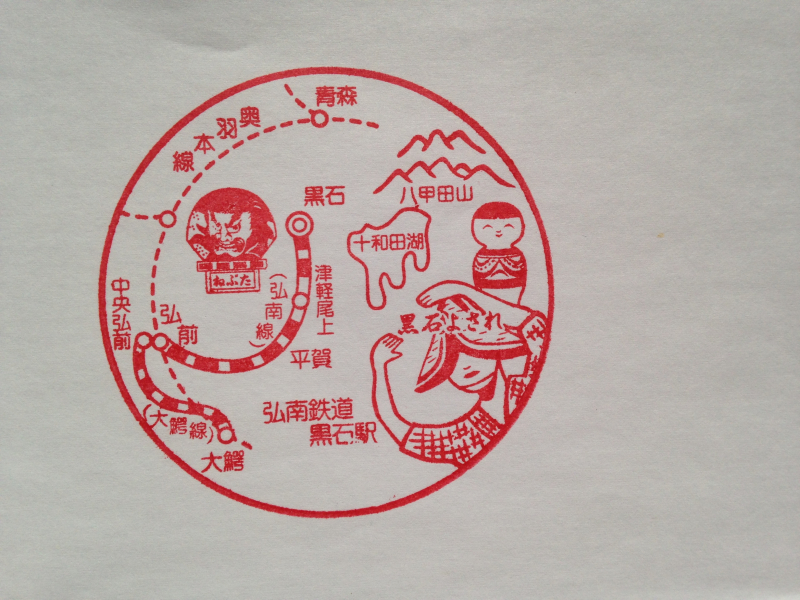 青森
奥羽本線
八甲田山
黒石
十和田湖
ねぶた
津軽尾上
(弘南線)
中央弘前
弘前
黒石よされ
平賀
弘南鉄道
黒石駅
(大鰐線)
大鰐